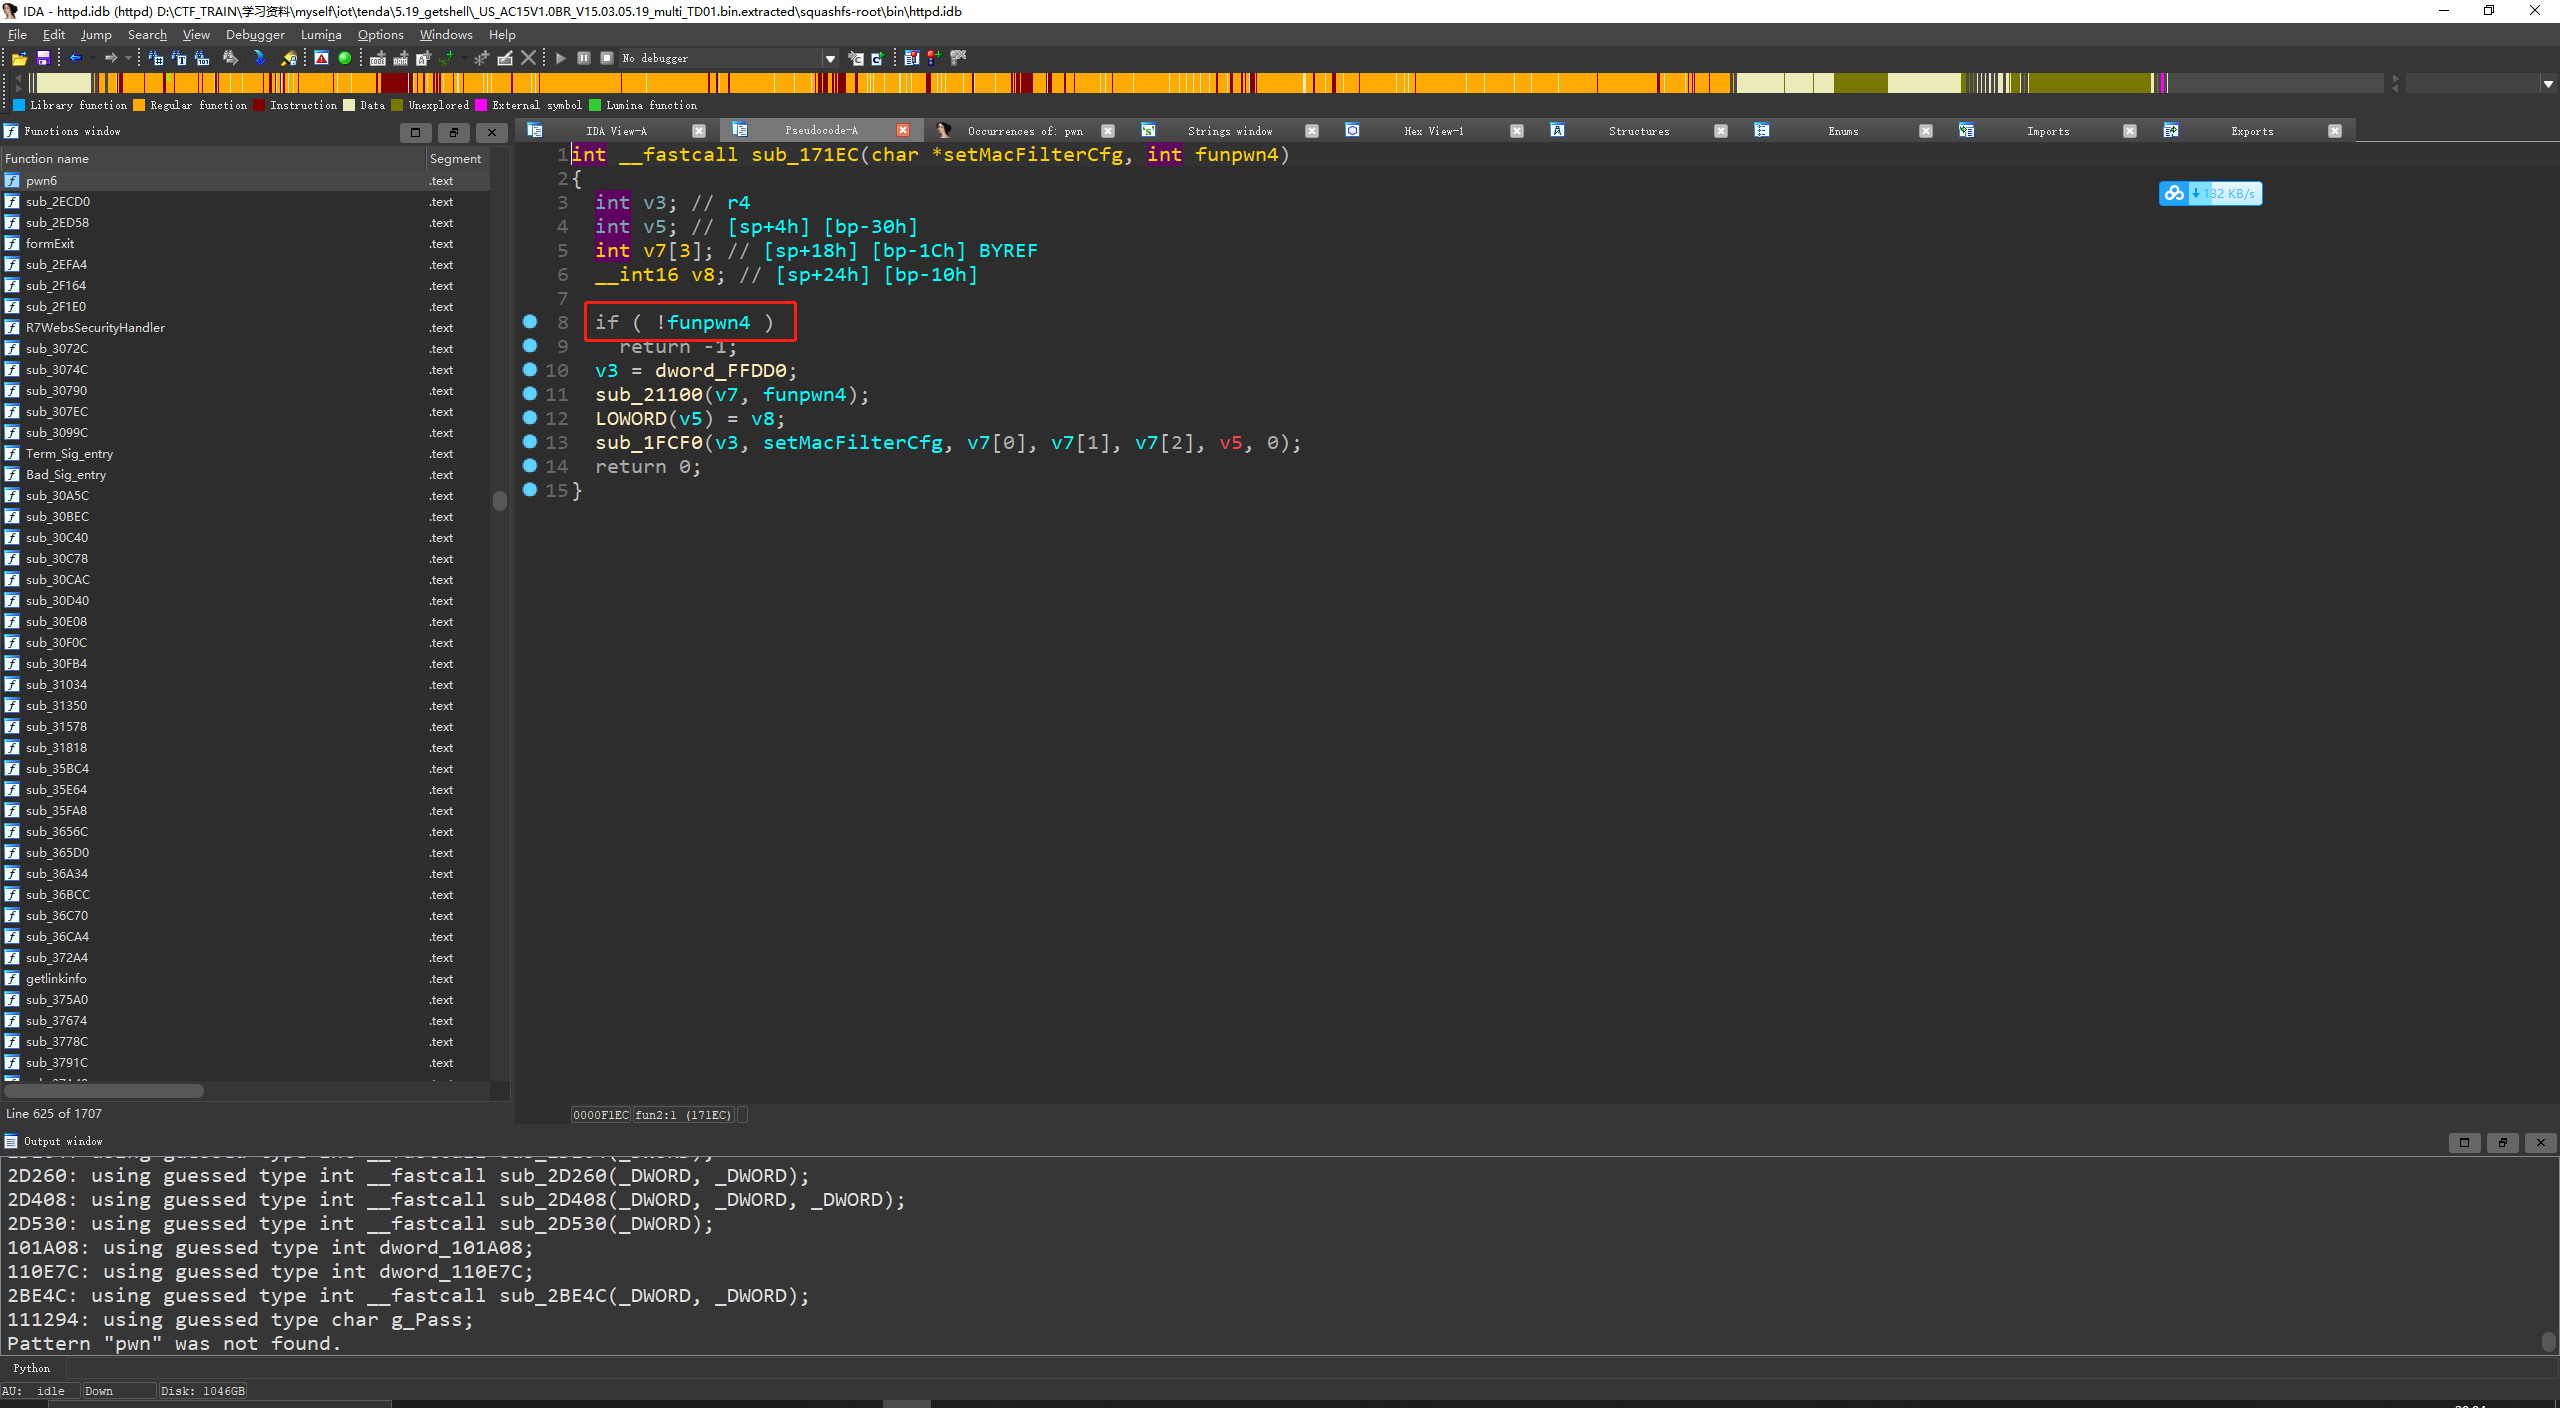 IDA - httpd.idb (httpd) D:\CTF_TRAIN\学习资料\myself\iot\tenda\5.19_getshell\_US_AC15V1.0BR_V15.03.05.19_multi_TD01.bin.extracted\squashfs-root\bin\httpd.idb
File Edit Jump Search View Debugger Lumina Options Windows Help
No debugger
Library function Regular function Instruction Data Unexplored External symbol Lumina function
Functions window
IDA View-A Pseudocode-A Occurrences of: pwn Strings window Hex View-1 Structures Enums Imports Exports
Function name Segment
pwn6 .text
sub_2ECD0 .text
sub_2ED58 .text
formExit .text
sub_2EFA4 .text
sub_2F164 .text
sub_2F1E0 .text
R7WebsSecurityHandler .text
sub_3072C .text
sub_3074C .text
sub_30790 .text
sub_307EC .text
sub_3099C .text
Term_Sig_entry .text
Bad_Sig_entry .text
sub_30A5C .text
sub_30BEC .text
sub_30C40 .text
sub_30C78 .text
sub_30CAC .text
sub_30D40 .text
sub_30E08 .text
sub_30F0C .text
sub_30FB4 .text
sub_31034 .text
sub_31350 .text
sub_31578 .text
sub_31818 .text
sub_35BC4 .text
sub_35E64 .text
sub_35FA8 .text
sub_3656C .text
sub_365D0 .text
sub_36A34 .text
sub_36BCC .text
sub_36C70 .text
sub_36CA4 .text
sub_372A4 .text
getlinkinfo .text
sub_375A0 .text
sub_37674 .text
sub_3778C .text
sub_3791C .text
Line 625 of 1707
1 int __fastcall sub_171EC(char *setMacFilterCfg, int funpwn4)
2 {
3 int v3; // r4
4 int v5; // [sp+4h] [bp-30h]
5 int v7[3]; // [sp+18h] [bp-1Ch] BYREF
6 __int16 v8; // [sp+24h] [bp-10h]
7
8 if ( !funpwn4 )
9 return -1;
10 v3 = dword_FFDD0;
11 sub_21100(v7, funpwn4);
12 LOWORD(v5) = v8;
13 sub_1FCF0(v3, setMacFilterCfg, v7[0], v7[1], v7[2], v5, 0);
14 return 0;
15 }
132 KB/s
0000F1EC fun2:1 (171EC)
Output window
2D260: using guessed type int __fastcall sub_2D260(_DWORD, _DWORD);
2D408: using guessed type int __fastcall sub_2D408(_DWORD, _DWORD, _DWORD);
2D530: using guessed type int __fastcall sub_2D530(_DWORD);
101A08: using guessed type int dword_101A08;
110E7C: using guessed type int dword_110E7C;
2BE4C: using guessed type int __fastcall sub_2BE4C(_DWORD, _DWORD);
111294: using guessed type char g_Pass;
Pattern "pwn" was not found.
Python
AU: idle Down Disk: 1046GB